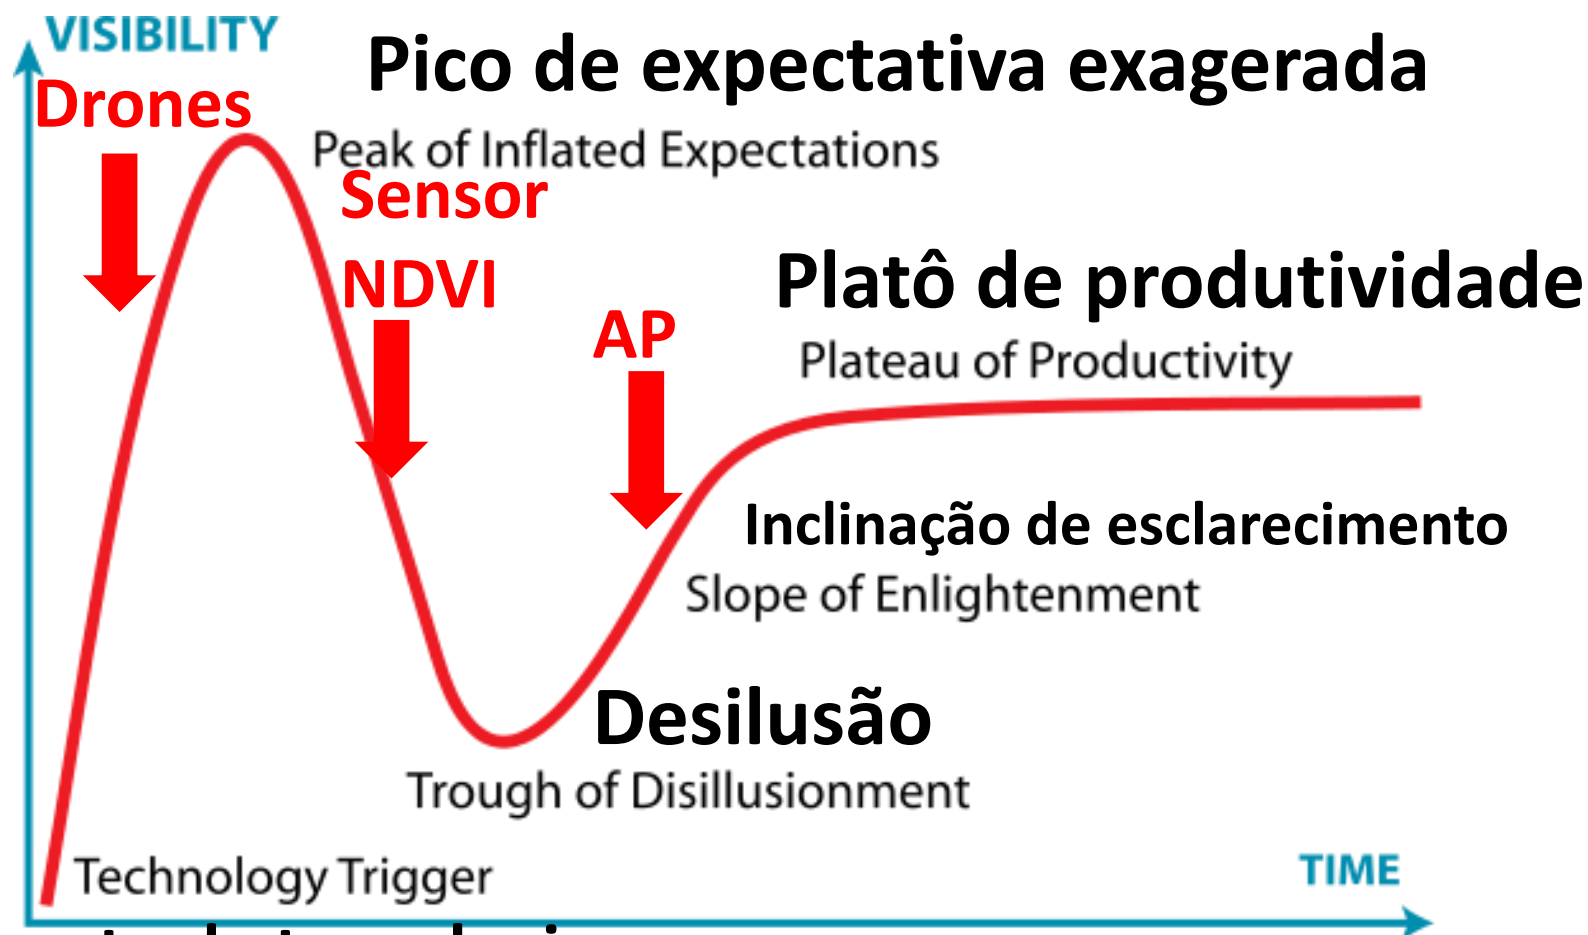 VISIBILITY
Pico de expectativa exagerada
Drones
Peak of Inflated Expectations
Sensor
NDVI
Platô de produtividade
AP
Plateau of Productivity
Inclinação de esclarecimento
Slope of Enlightenment
Desilusão
Trough of Disillusionment
Technology Trigger
TIME